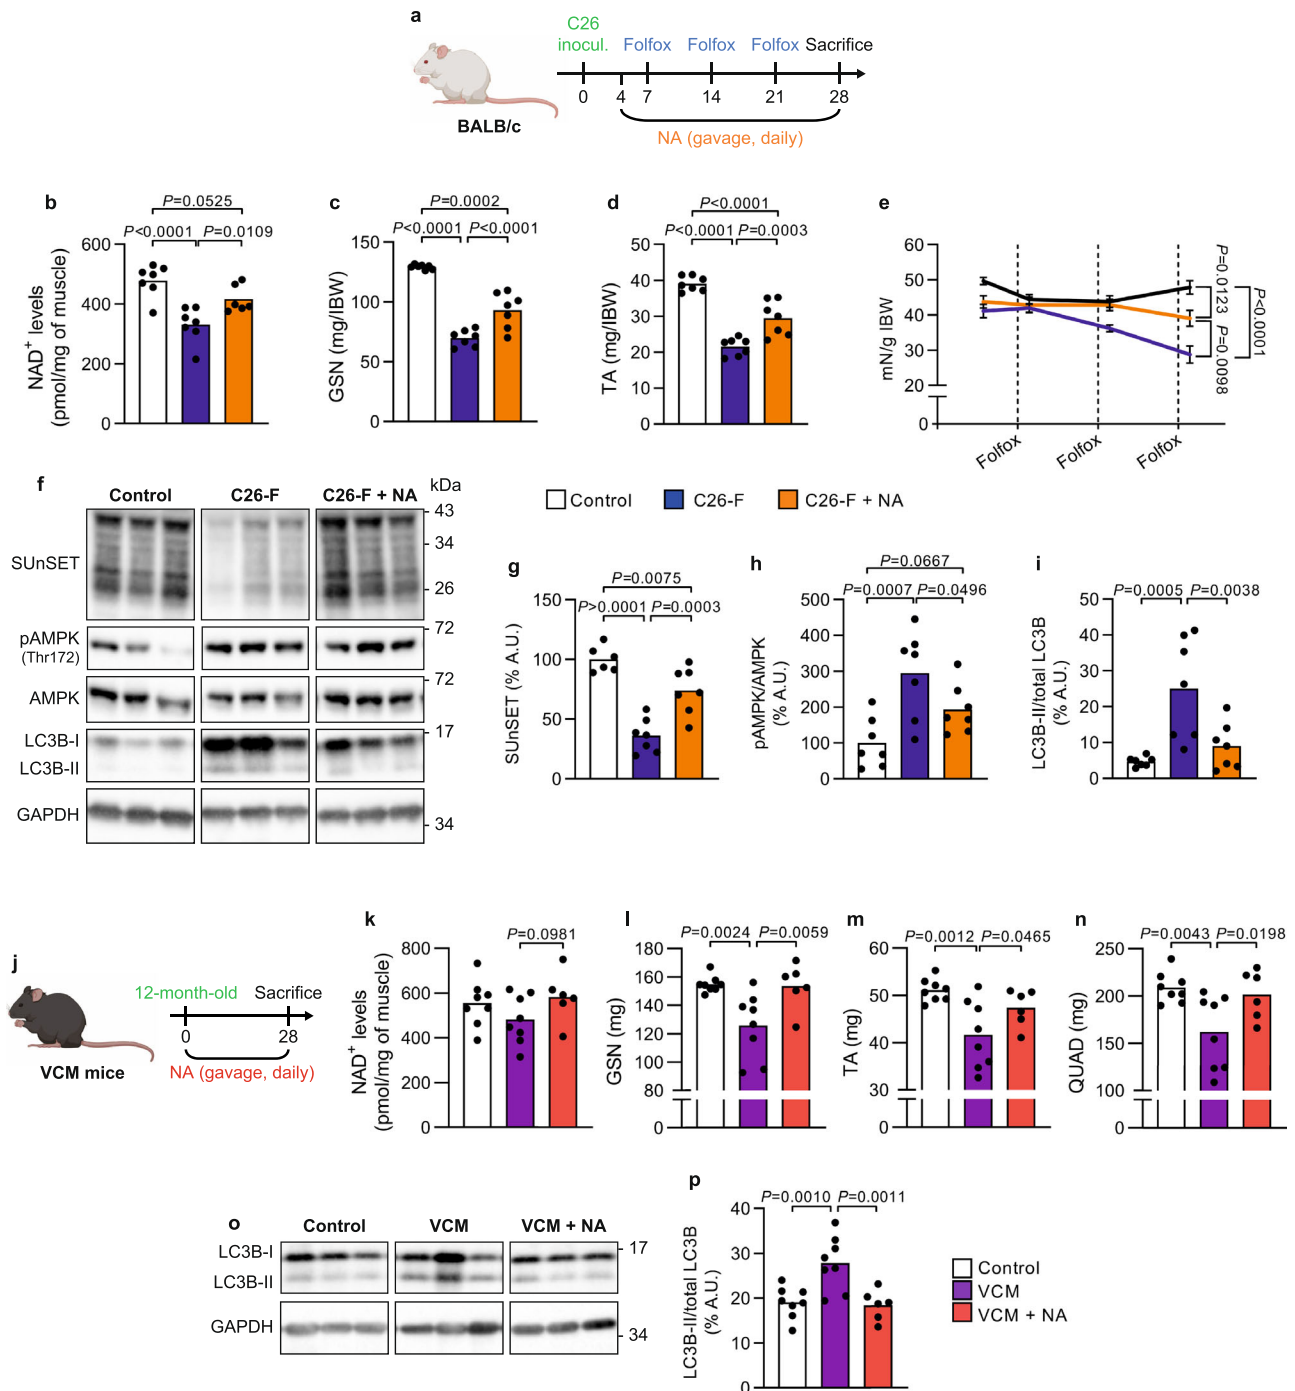 a
C26
inocul.
Folfox Folfox Folfox Sacrifice
0 4 7 14 21 28
BALB/c
NA (gavage, daily)
b
P=0.0525
P<0.0001 P=0.0109
NAD+ levels
(pmol/mg of muscle)
600
400
200
0
c
P=0.0002
P<0.0001 P<0.0001
GSN (mg/IBW)
150
100
50
0
d
P<0.0001
P<0.0001 P=0.0003
TA (mg/IBW)
50
40
30
20
10
0
e
mN/g IBW
60
50
40
30
20
0
Folfox Folfox Folfox
P=0.0123
P=0.0098
P<0.0001
f
Control C26-F C26-F + NA kDa
SUnSET
43
34
26
pAMPK
(Thr172)
72
AMPK
72
LC3B-I
17
LC3B-II
GAPDH
34
Control C26-F C26-F + NA
g
P=0.0075
P>0.0001 P=0.0003
SUnSET (% A.U.)
150
100
50
0
h
P=0.0667
P=0.0007 P=0.0496
pAMPK/AMPK
(% A.U.)
500
400
300
200
100
0
i
P=0.0005 P=0.0038
LC3B-II/total LC3B
(% A.U.)
50
40
30
20
10
0
j
12-month-old Sacrifice
0 28
VCM mice
NA (gavage, daily)
k
P=0.0981
NAD+ levels
(pmol/mg of muscle)
800
600
400
200
0
l
P=0.0024 P=0.0059
GSN (mg)
180
160
140
120
100
80
0
m
P=0.0012 P=0.0465
TA (mg)
60
50
40
30
0
n
P=0.0043 P=0.0198
QUAD (mg)
250
200
150
100
0
o
Control VCM VCM + NA
LC3B-I
17
LC3B-II
GAPDH
34
p
P=0.0010 P=0.0011
LC3B-II/total LC3B
(% A.U.)
40
30
20
10
0
Control
VCM
VCM + NA